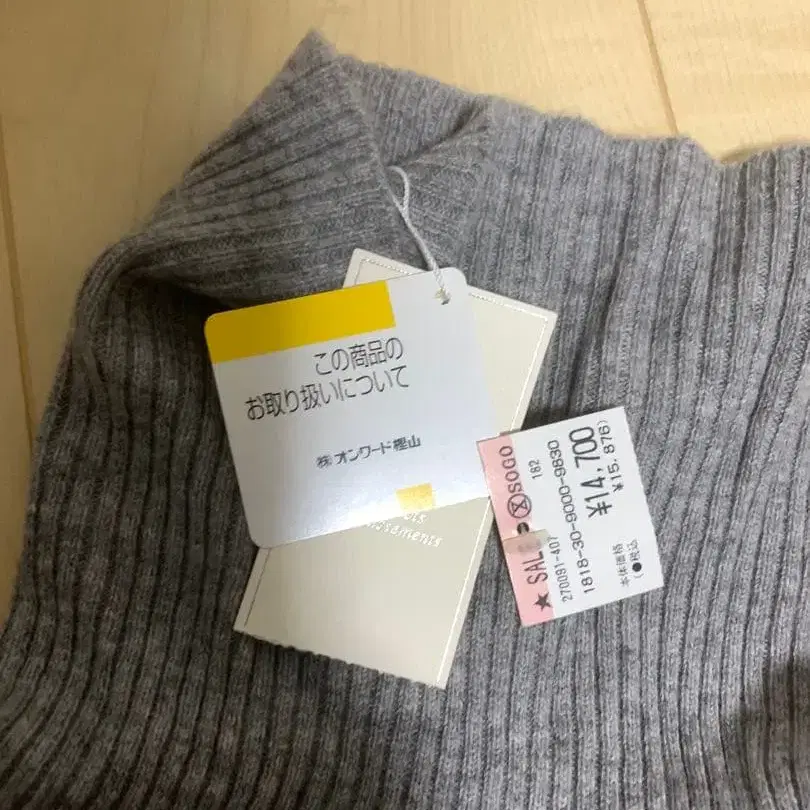 この商品の
お取り扱いについて
㈱オンワード樫山
osements
SOGO
182
270091-407
1818-30-9000-9830
¥14,700
¥15,876)
本体価格
(●税込
★ SAL